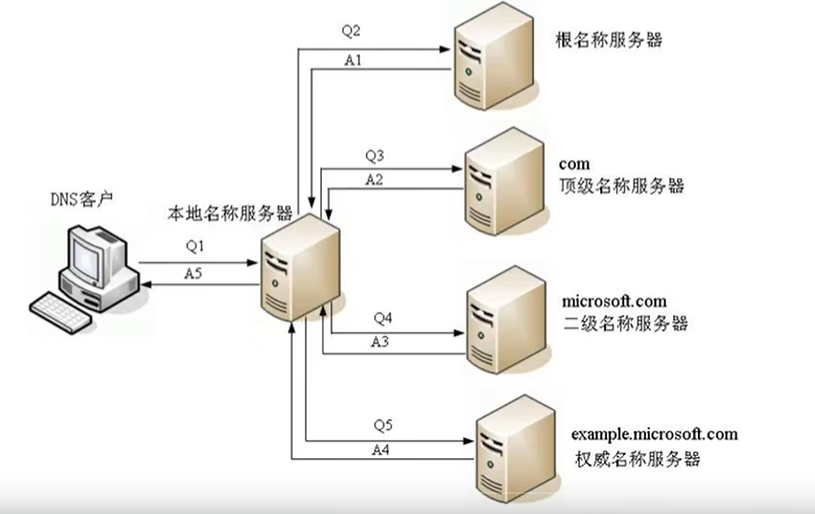 Q2
A1
根名称服务器
Q3
A2
com
顶级名称服务器
DNS客户
本地名称服务器
Q1
A5
microsoft.com
二级名称服务器
Q4
A3
Q5
A4
example.microsoft.com
权威名称服务器